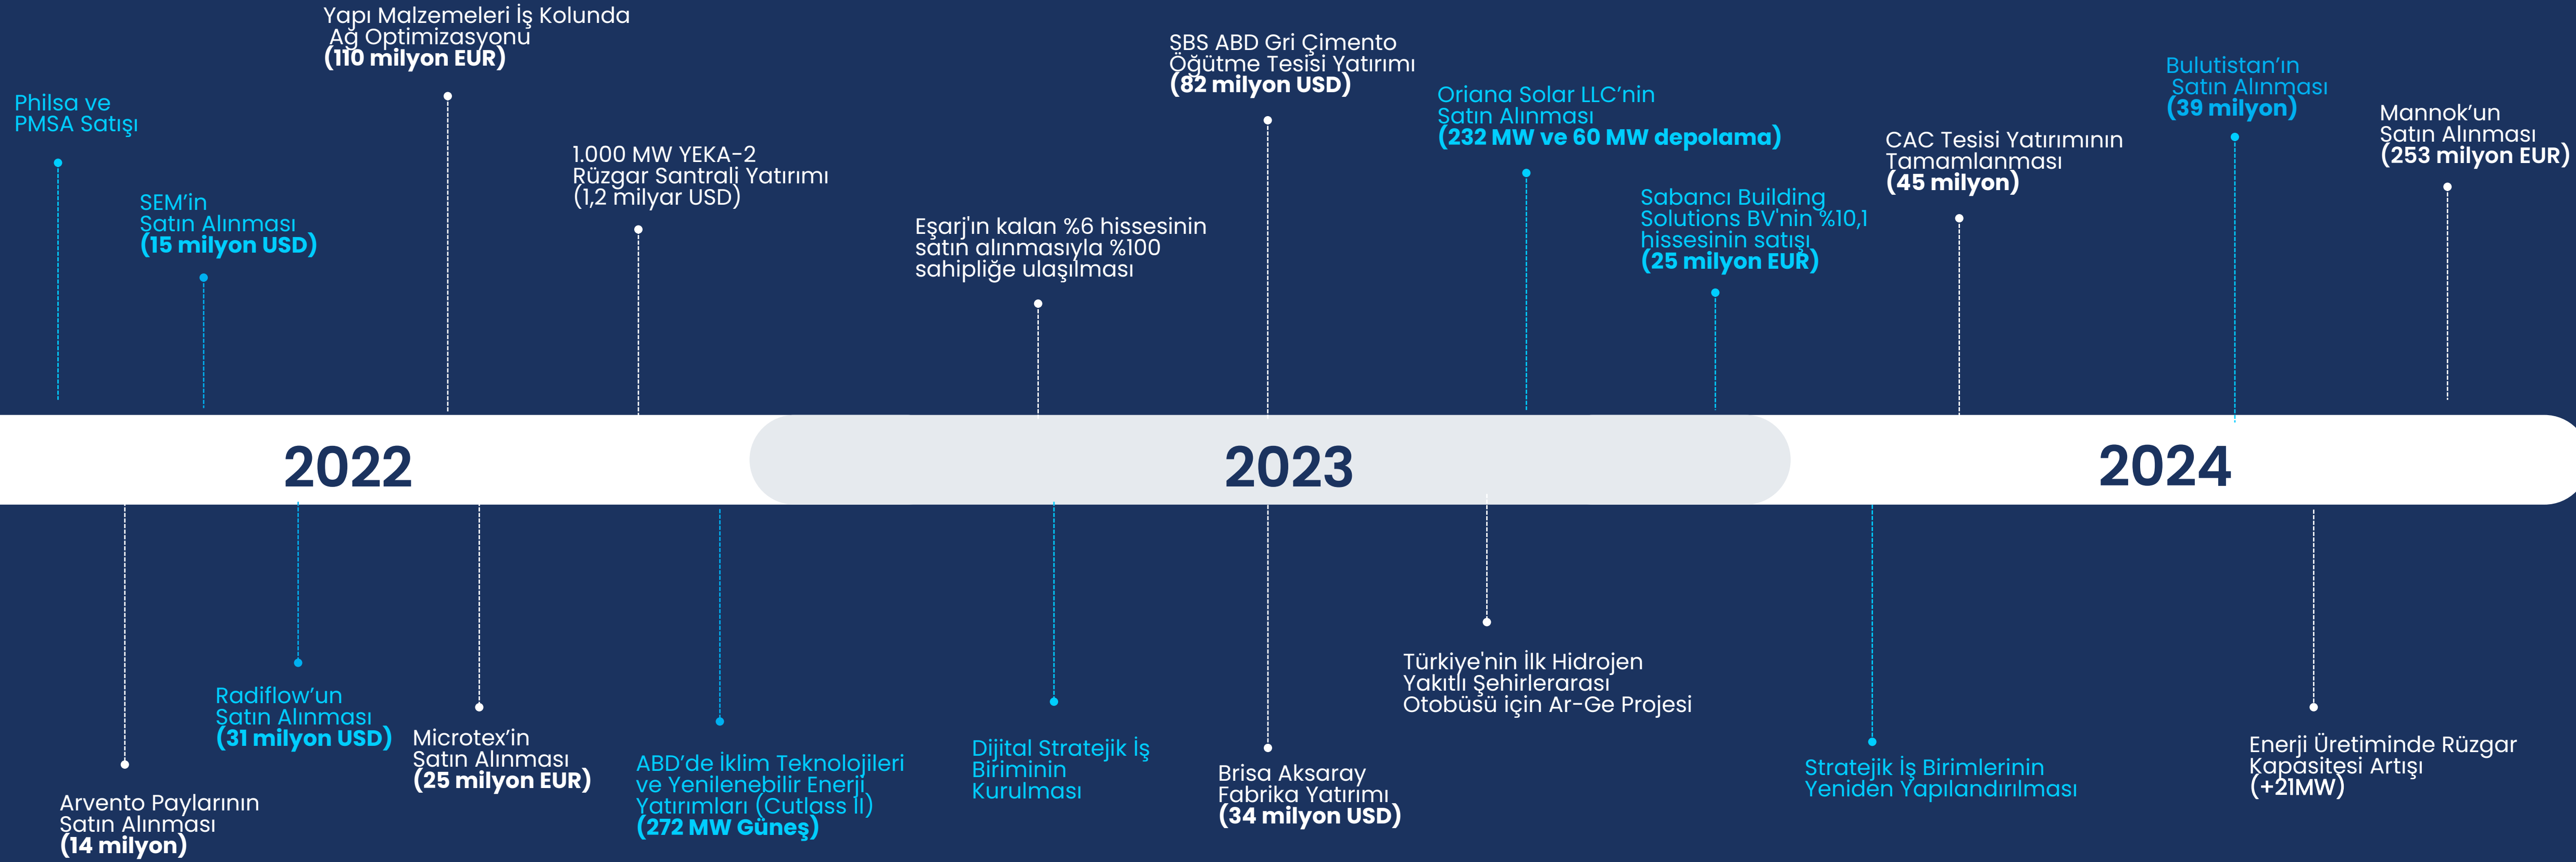 Philsa ve
PMSA Satışı
SEM’in
Satın Alınması
(15 milyon USD)
Yapı Malzemeleri İş Kolunda
Ağ Optimizasyonu
(110 milyon EUR)
1.000 MW YEKA-2
Rüzgar Santrali Yatırımı
(1,2 milyar USD)
Eşarj'ın kalan %6 hissesinin
satın alınmasıyla %100
sahipliğe ulaşılması
SBS ABD Gri Çimento
Öğütme Tesisi Yatırımı
(82 milyon USD)
Oriana Solar LLC’nin
Satın Alınması
(232 MW ve 60 MW depolama)
Sabancı Building
Solutions BV'nin %10,1
hissesinin satışı
(25 milyon EUR)
CAC Tesisi Yatırımının
Tamamlanması
(45 milyon)
Bulutistan’ın
Satın Alınması
(39 milyon)
Mannok’un
Satın Alınması
(253 milyon EUR)
2022
2023
2024
Arvento Paylarının
Satın Alınması
(14 milyon)
Radiflow’un
Satın Alınması
(31 milyon USD)
Microtex’in
Satın Alınması
(25 milyon EUR)
ABD’de İklim Teknolojileri
ve Yenilenebilir Enerji
Yatırımları (Cutlass II)
(272 MW Güneş)
Dijital Stratejik İş
Biriminin
Kurulması
Brisa Aksaray
Fabrika Yatırımı
(34 milyon USD)
Türkiye'nin İlk Hidrojen
Yakıtlı Şehirlerarası
Otobüsü için Ar-Ge Projesi
Stratejik İş Birimlerinin
Yeniden Yapılandırılması
Enerji Üretiminde Rüzgar
Kapasitesi Artışı
(+21MW)